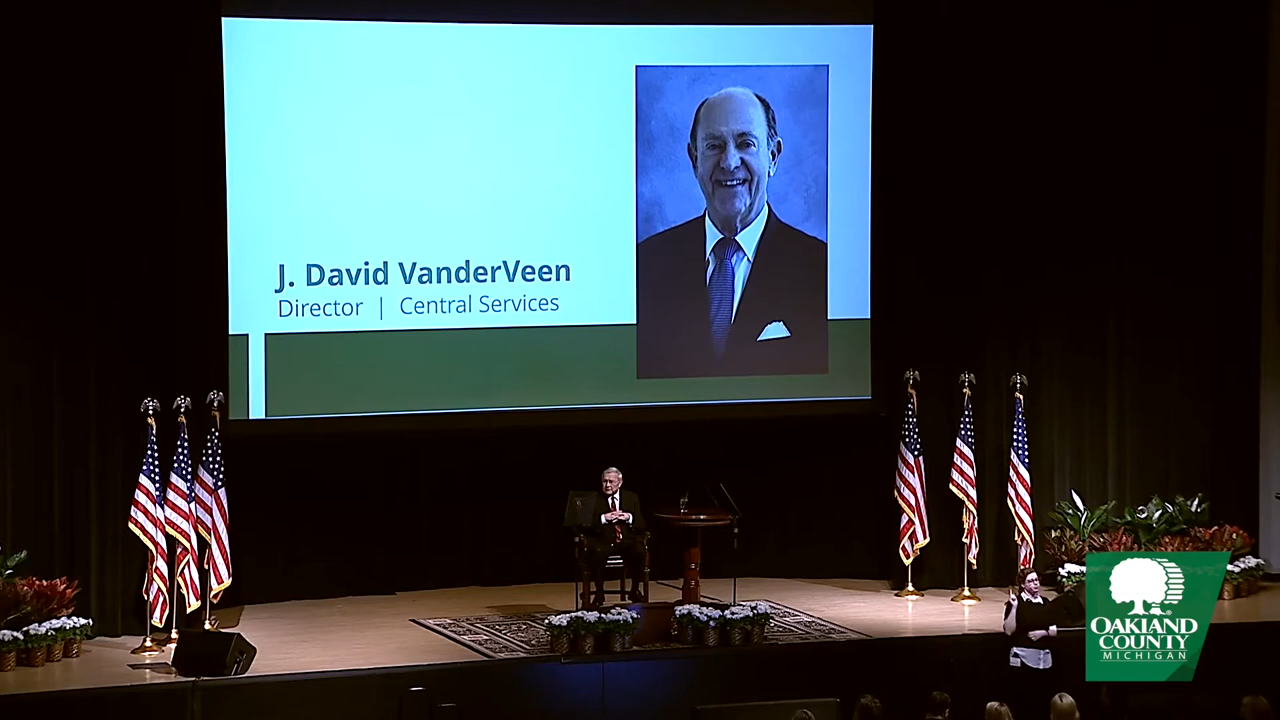 J. David VanderVeen
Director | Central Services
OAKLAND
COUNTY
MICHIGAN